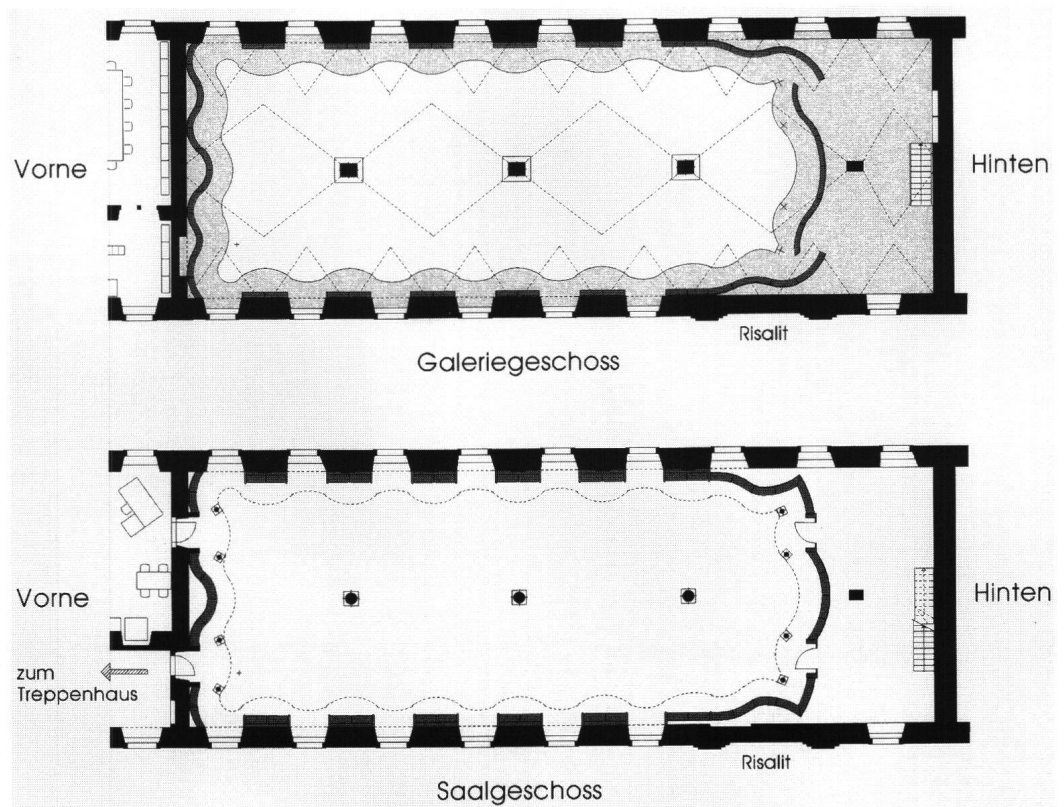 Vorne
Hinten
Risalit
Galeriegeschoss
Vorne
Hinten
zum
Treppenhaus
Risalit
Saalgeschoss